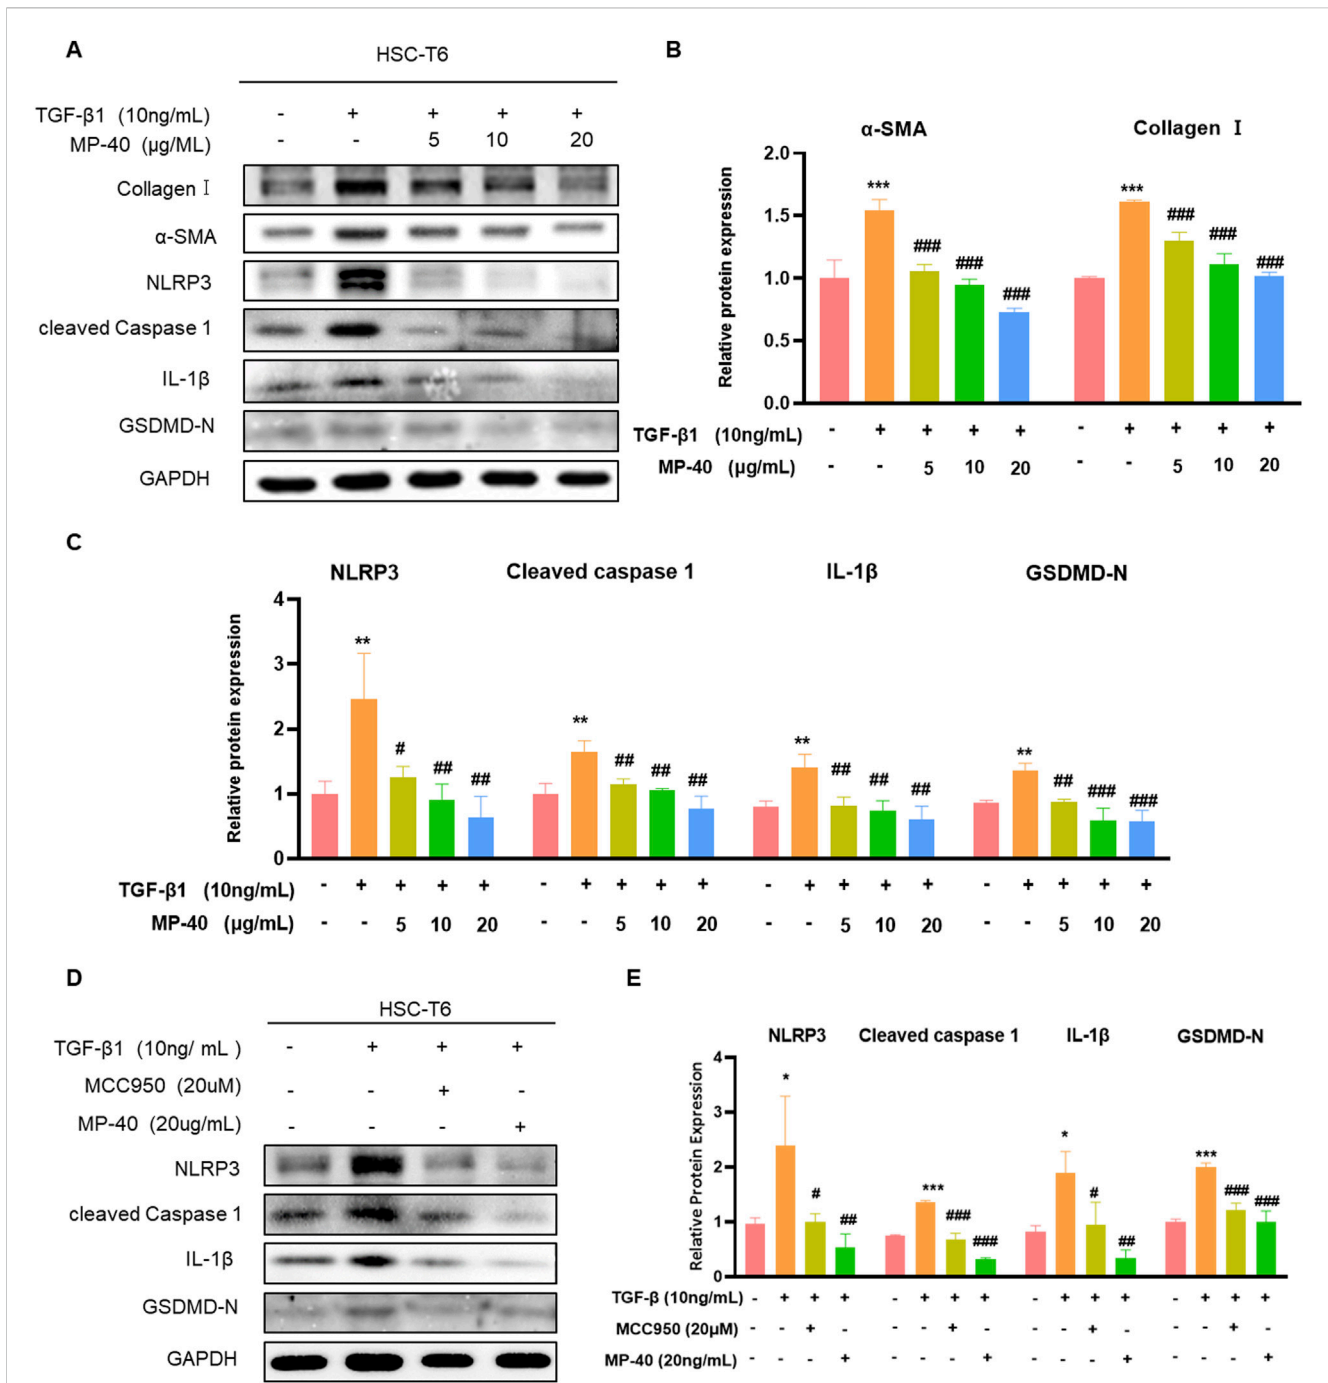 A
HSC-T6
TGF-β1 (10ng/mL) - + + + +
MP-40 (μg/ML) - - 5 10 20
Collagen Ⅰ
α-SMA
NLRP3
cleaved Caspase 1
IL-1β
GSDMD-N
GAPDH
B
α-SMA Collagen Ⅰ
Relative protein expression
2.0
1.5
1.0
0.5
0.0
*** ### ### ### *** ### ### ###
TGF-β1 (10ng/mL) - + + + + - + + + +
MP-40 (μg/mL) - - 5 10 20 - - 5 10 20
C
NLRP3 Cleaved caspase 1 IL-1β GSDMD-N
Relative protein expression
4
3
2
1
0
** # ## ## ** ## ## ## ** ## ## ## ** ## ### ###
TGF-β1 (10ng/mL) - + + + + - + + + + - + + + + - + + + +
MP-40 (μg/mL) - - 5 10 20 - - 5 10 20 - - 5 10 20 - - 5 10 20
D
HSC-T6
TGF-β1 (10ng/ mL ) - + + +
MCC950 (20uM) - - + -
MP-40 (20ug/mL) - - - +
NLRP3
cleaved Caspase 1
IL-1β
GSDMD-N
GAPDH
E
NLRP3 Cleaved caspase 1 IL-1β GSDMD-N
Relative Protein Expression
4
3
2
1
0
* # ## *** ### ### * # ## *** ### ###
TGF-β (10ng/mL) - + + + - + + + - + + + - + + +
MCC950 (20μM) - - + - - - + - - - + - - - + -
MP-40 (20ng/mL) - - - + - - - + - - - + - - - +